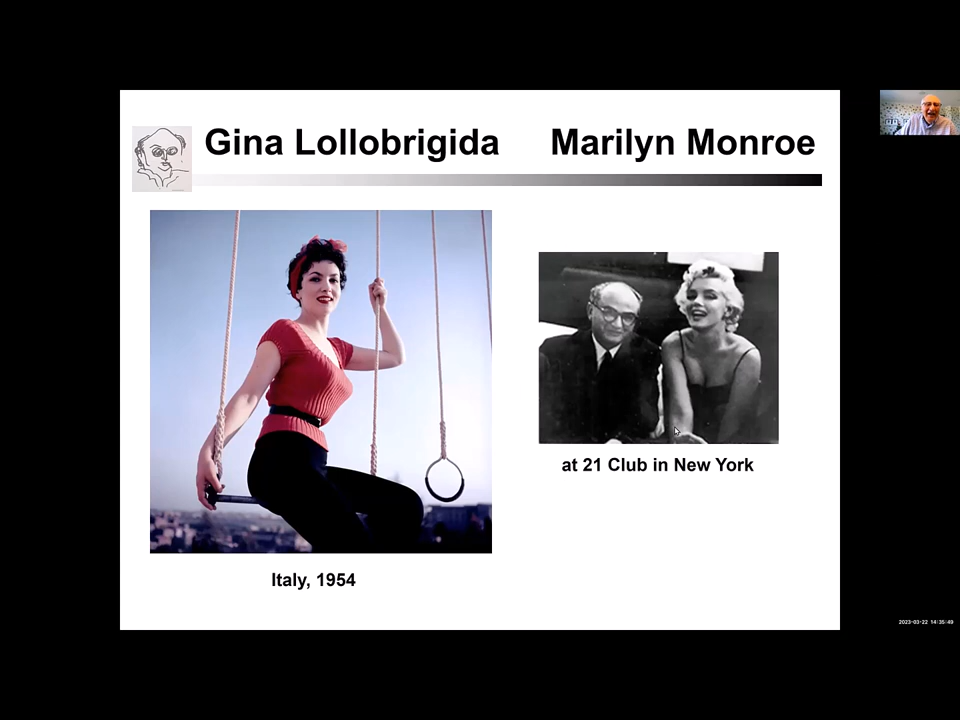 Gina Lollobrigida Marilyn Monroe
at 21 Club in New York
Italy, 1954
2023-03-22 14:35:49